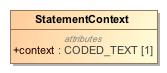 StatementContext
attributes
+context : CODED_TEXT [1]